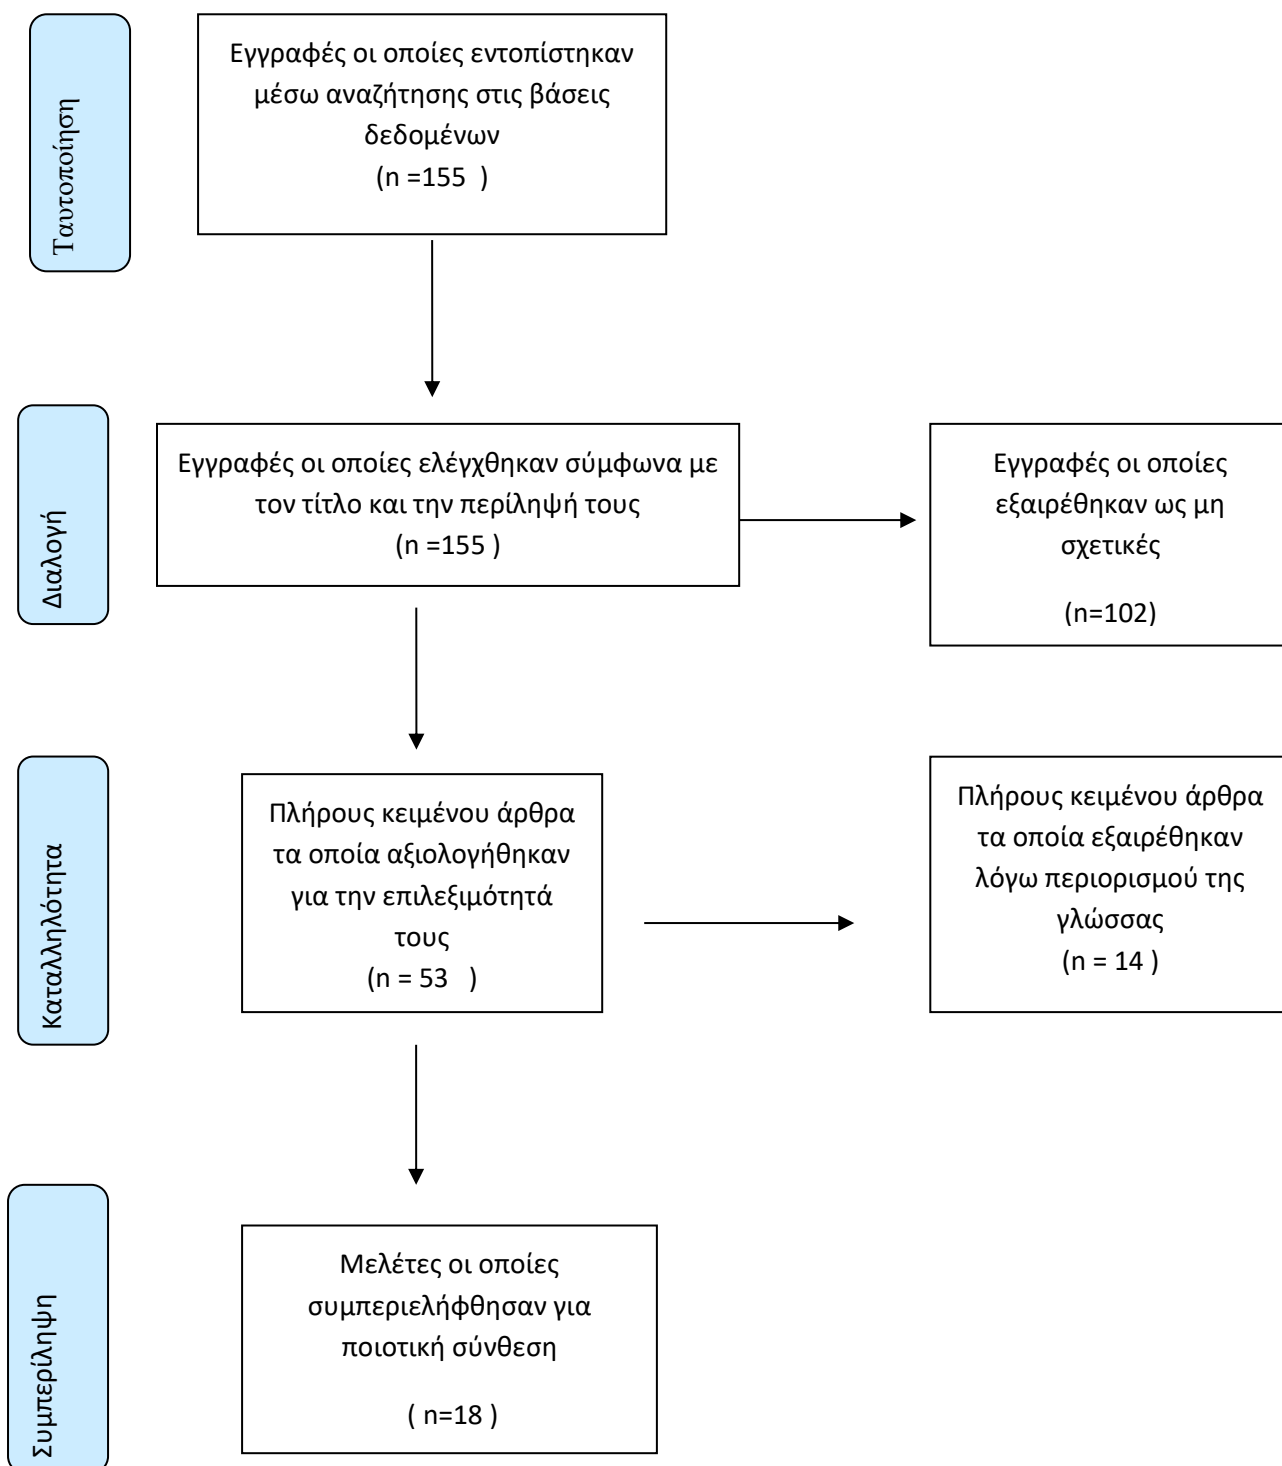 Ταυτοποίηση
Εγγραφές οι οποίες εντοπίστηκαν
μέσω αναζήτησης στις βάσεις
δεδομένων
(n =155 )
Διαλογή
Εγγραφές οι οποίες ελέγχθηκαν σύμφωνα με
τον τίτλο και την περίληψή τους
(n =155 )
Εγγραφές οι οποίες
εξαιρέθηκαν ως μη
σχετικές
(n=102)
Καταλληλότητα
Πλήρους κειμένου άρθρα
τα οποία αξιολογήθηκαν
για την επιλεξιμότητά
τους
(n = 53 )
Πλήρους κειμένου άρθρα
τα οποία εξαιρέθηκαν
λόγω περιορισμού της
γλώσσας
(n = 14 )
Συμπερίληψη
Μελέτες οι οποίες
συμπεριελήφθησαν για
ποιοτική σύνθεση
( n=18 )